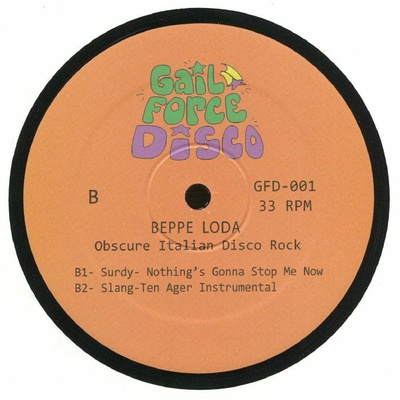 Gail
Force
Disco
B
GFD-001
33 RPM
BEPPE LODA
Obscure Italian Disco Rock
B1- Surdy- Nothing's Gonna Stop Me Now
B2- Slang-Ten Ager Instrumental